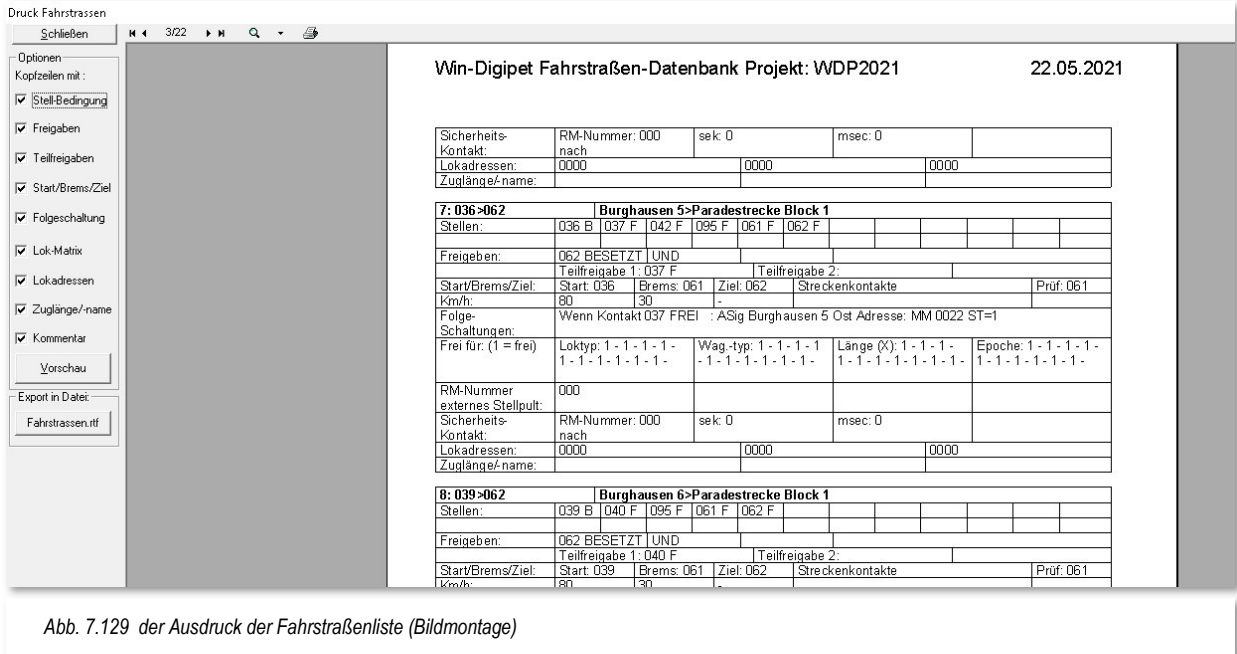 Druck Fahrstrassen
Schließen
3/22
Optionen
Kopfzeilen mit :
Stell-Bedingung
Freigaben
Teilfreigaben
Start/Brems/Ziel
Folgeschaltung
Lok-Matrix
Lokadressen
Zuglänge/-name
Kommentar
Vorschau
Export in Datei:
Fahrstrassen.rtf
Win-Digipet Fahrstraßen-Datenbank Projekt: WDP2021 22.05.2021
Sicherheits- RM-Nummer: 000 sek: 0 msec: 0
Kontakt: nach
Lokadressen: 0000 0000 0000
Zuglänge/-name:
7: 036>062 Burghausen 5>Paradestrecke Block 1
Stellen: 036 B 037 F 042 F 095 F 061 F 062 F
Freigeben: 062 BESETZT UND
Teilfreigabe 1: 037 F Teilfreigabe 2:
Start/Brems/Ziel: Start: 036 Brems: 061 Ziel: 062 Streckenkontakte Prüf: 061
Km/h: 80 30 -
Folge- Wenn Kontakt 037 FREI : ASig Burghausen 5 Ost Adresse: MM 0022 ST=1
Schaltungen:
Frei für: (1 = frei) Loktyp: 1 - 1 - 1 - 1 - Wag.-typ: 1 - 1 - 1 - 1 Länge (X): 1 - 1 - 1 - Epoche: 1 - 1 - 1 - 1 -
1 - 1 - 1 - 1 - 1 - 1 - - 1 - 1 - 1 - 1 - 1 - 1 - 1 - 1 - 1 - 1 - 1 - 1 - 1 - 1 - 1 - 1 - 1 - 1 - 1 -
RM-Nummer 000
externes Stellpult:
Sicherheits- RM-Nummer: 000 sek: 0 msec: 0
Kontakt: nach
Lokadressen: 0000 0000 0000
Zuglänge/-name:
8: 039>062 Burghausen 6>Paradestrecke Block 1
Stellen: 039 B 040 F 095 F 061 F 062 F
Freigeben: 062 BESETZT UND
Teilfreigabe 1: 040 F Teilfreigabe 2:
Start/Brems/Ziel: Start: 039 Brems: 061 Ziel: 062 Streckenkontakte Prüf: 061
Km/h: 80 30 -
Abb. 7.129 der Ausdruck der Fahrstraßenliste (Bildmontage)